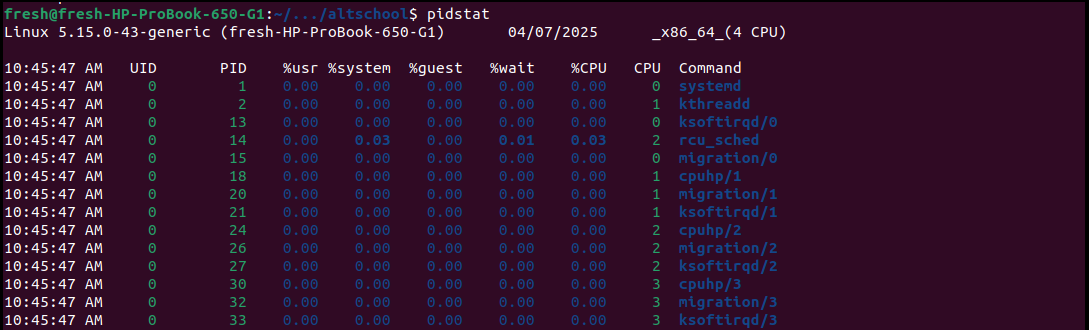 fresh@fresh-HP-ProBook-650-G1:~/.../altschool$ pidstat
Linux 5.15.0-43-generic (fresh-HP-ProBook-650-G1) 04/07/2025 _x86_64_(4 CPU)
10:45:47 AM UID PID %usr %system %guest %wait %CPU CPU Command
10:45:47 AM 0 1 0.00 0.00 0.00 0.00 0.00 0 systemd
10:45:47 AM 0 2 0.00 0.00 0.00 0.00 0.00 1 kthreadd
10:45:47 AM 0 13 0.00 0.00 0.00 0.00 0.00 0 ksoftirqd/0
10:45:47 AM 0 14 0.00 0.03 0.00 0.01 0.03 2 rcu_sched
10:45:47 AM 0 15 0.00 0.00 0.00 0.00 0.00 0 migration/0
10:45:47 AM 0 18 0.00 0.00 0.00 0.00 0.00 1 cpuhp/1
10:45:47 AM 0 20 0.00 0.00 0.00 0.00 0.00 1 migration/1
10:45:47 AM 0 21 0.00 0.00 0.00 0.00 0.00 1 ksoftirqd/1
10:45:47 AM 0 24 0.00 0.00 0.00 0.00 0.00 2 cpuhp/2
10:45:47 AM 0 26 0.00 0.00 0.00 0.00 0.00 2 migration/2
10:45:47 AM 0 27 0.00 0.00 0.00 0.00 0.00 2 ksoftirqd/2
10:45:47 AM 0 30 0.00 0.00 0.00 0.00 0.00 3 cpuhp/3
10:45:47 AM 0 32 0.00 0.00 0.00 0.00 0.00 3 migration/3
10:45:47 AM 0 33 0.00 0.00 0.00 0.00 0.00 3 ksoftirqd/3